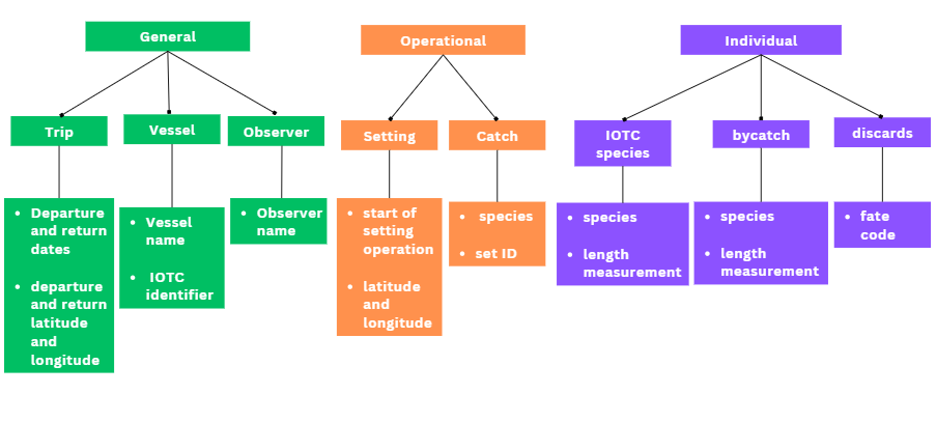 General
Operational
Individual
Trip
Vessel
Observer
Setting
Catch
IOTC
species
bycatch
discards
• Departure
and return
dates
• departure
and return
latitude
and
longitude
• Vessel
name
• IOTC
identifier
• Observer
name
• start of
setting
operation
• latitude
and
longitude
• species
• set ID
• species
• length
measurement
• species
• length
measurement
• fate
code